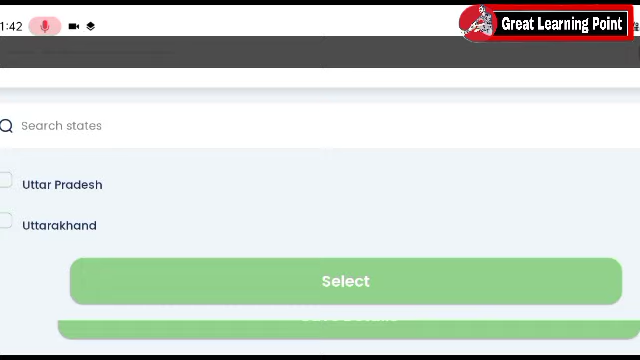 1:42
Great Learning Point
Search states
Uttar Pradesh
Uttarakhand
Select